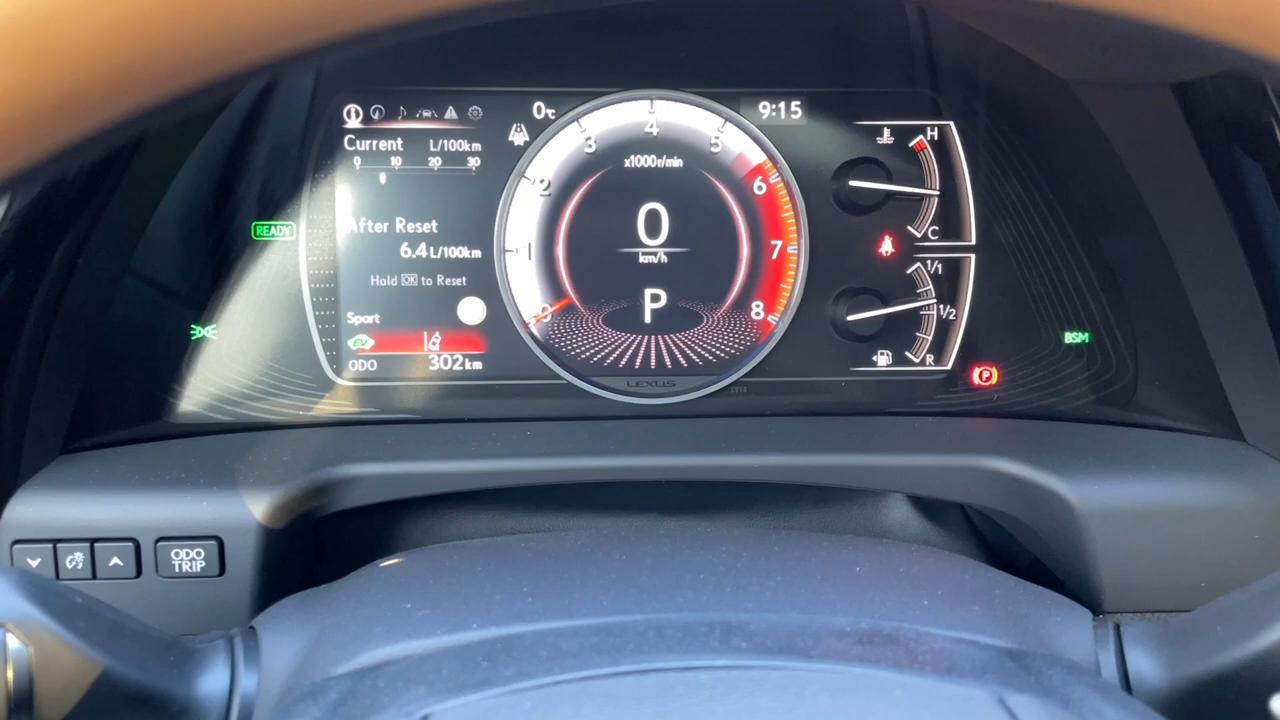 0℃
9:15
Current L/100km
0 10 20 30
After Reset
6.4 L/100km
Hold OK to Reset
Sport
EV
ODO 302 km
READY
0
1
2
3
4
5
6
7
8
x1000r/min
0
km/h
P
LEXUS
H
C
1/1
1/2
R
P
BSM
ODO
TRIP